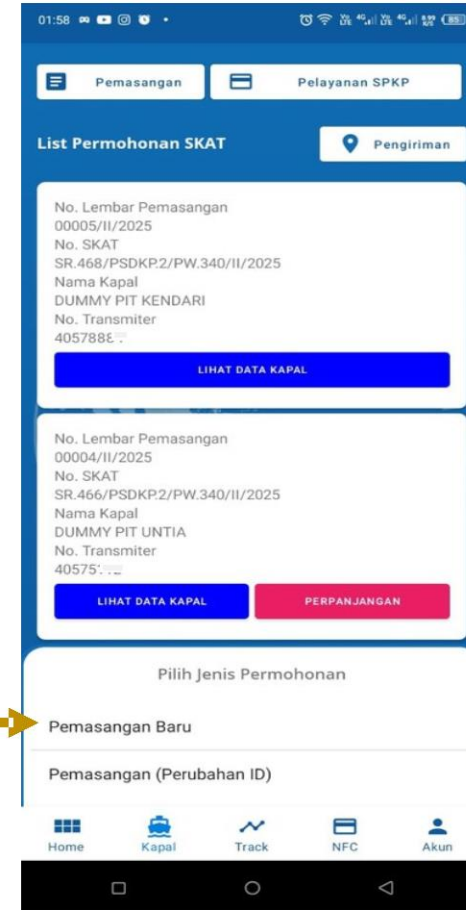 01:58
Pemasangan
Pelayanan SPKP
List Permohonan SKAT
Pengiriman
No. Lembar Pemasangan
00005/II/2025
No. SKAT
SR.468/PSDKP.2/PW.340/II/2025
Nama Kapal
DUMMY PIT KENDARI
No. Transmiter
LIHAT DATA KAPAL
No. Lembar Pemasangan
00004/II/2025
No. SKAT
SR.466/PSDKP.2/PW.340/II/2025
Nama Kapal
DUMMY PIT UNTIA
No. Transmiter
LIHAT DATA KAPAL PERPANJANGAN
Pilih Jenis Permohonan
Pemasangan Baru
Pemasangan (Perubahan ID)
Home Kapal Track NFC Akun